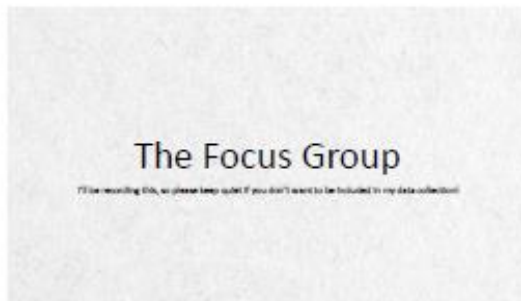 The Focus Group
I'll be recording this, so please keep quiet if you don't want to be included in my data collection!